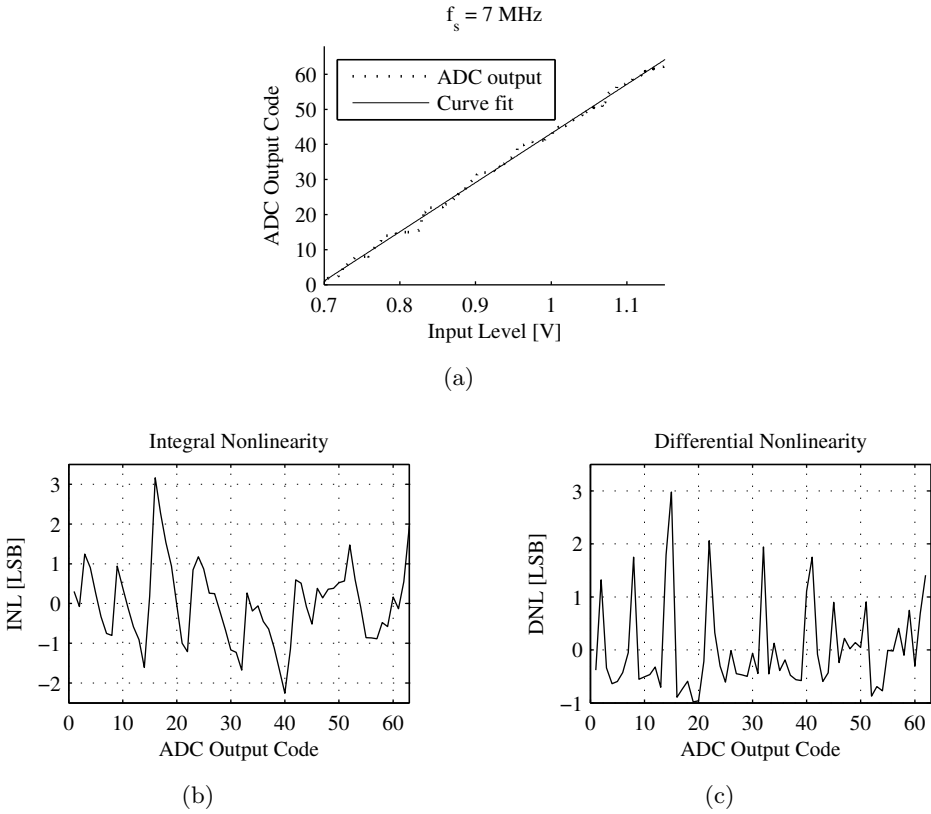 f_s = 7 MHz
ADC Output Code
60
50
40
30
20
10
0
ADC output
Curve fit
0.7 0.8 0.9 1 1.1
Input Level [V]
(a)
Integral Nonlinearity
INL [LSB]
3
2
1
0
−1
−2
0 10 20 30 40 50 60
ADC Output Code
(b)
Differential Nonlinearity
DNL [LSB]
3
2
1
0
−1
0 10 20 30 40 50 60
ADC Output Code
(c)